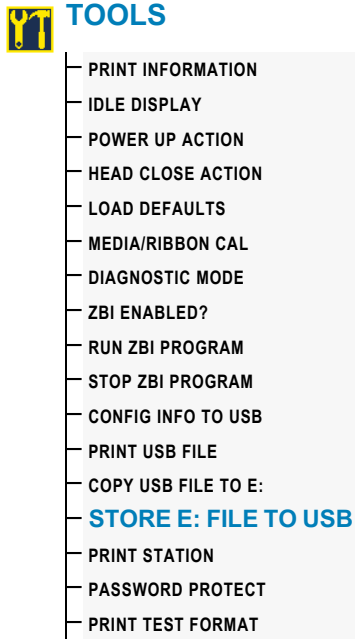 TOOLS
PRINT INFORMATION
IDLE DISPLAY
POWER UP ACTION
HEAD CLOSE ACTION
LOAD DEFAULTS
MEDIA/RIBBON CAL
DIAGNOSTIC MODE
ZBI ENABLED?
RUN ZBI PROGRAM
STOP ZBI PROGRAM
CONFIG INFO TO USB
PRINT USB FILE
COPY USB FILE TO E:
STORE E: FILE TO USB
PRINT STATION
PASSWORD PROTECT
PRINT TEST FORMAT